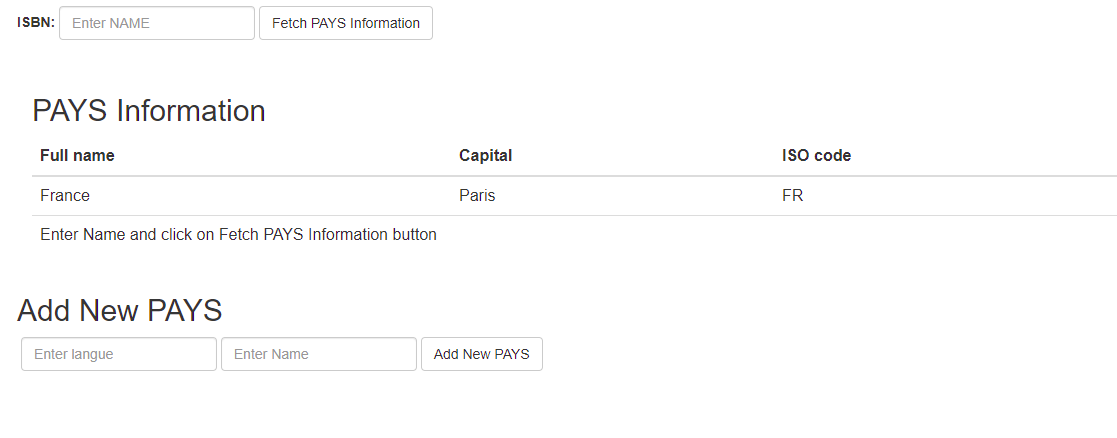 ISBN: Enter NAME Fetch PAYS Information
PAYS Information
Full name Capital ISO code
France Paris FR
Enter Name and click on Fetch PAYS Information button
Add New PAYS
Enter langue Enter Name Add New PAYS